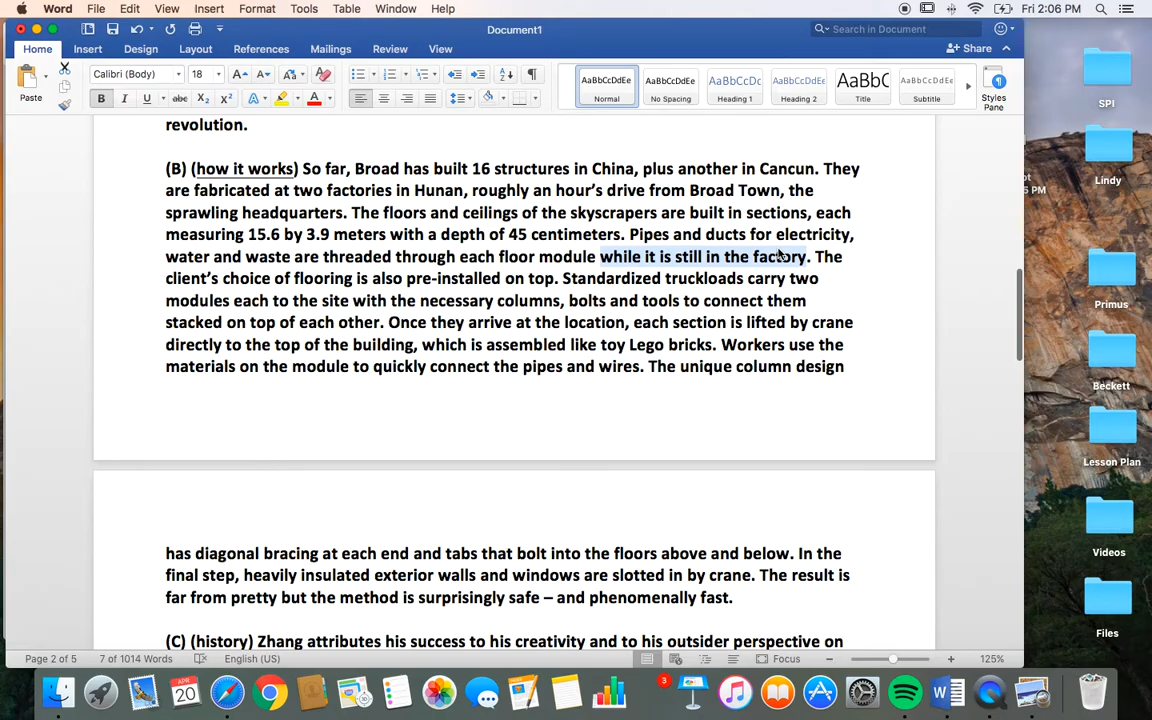 Word File Edit View Insert Format Tools Table Window Help Fri 2:06 PM
Document1
Search in Document
Home Insert Design Layout References Mailings Review View Share
Paste Calibri (Body) 18 AaBbCcDdEe Normal AaBbCcDdEe No Spacing AaBbCcDc Heading 1 AaBbCcDdEe Heading 2 AaBbC Title AaBbCcDdEe Subtitle Styles Pane
revolution.
(B) (how it works) So far, Broad has built 16 structures in China, plus another in Cancun. They
are fabricated at two factories in Hunan, roughly an hour’s drive from Broad Town, the
sprawling headquarters. The floors and ceilings of the skyscrapers are built in sections, each
measuring 15.6 by 3.9 meters with a depth of 45 centimeters. Pipes and ducts for electricity,
water and waste are threaded through each floor module while it is still in the factory. The
client’s choice of flooring is also pre-installed on top. Standardized truckloads carry two
modules each to the site with the necessary columns, bolts and tools to connect them
stacked on top of each other. Once they arrive at the location, each section is lifted by crane
directly to the top of the building, which is assembled like toy Lego bricks. Workers use the
materials on the module to quickly connect the pipes and wires. The unique column design
has diagonal bracing at each end and tabs that bolt into the floors above and below. In the
final step, heavily insulated exterior walls and windows are slotted in by crane. The result is
far from pretty but the method is surprisingly safe – and phenomenally fast.
(C) (history) Zhang attributes his success to his creativity and to his outsider perspective on
Page 2 of 5 7 of 1014 Words English (US) Focus 125%
SPI
Lindy
5 PM
Primus
Beckett
Lesson Plan
Videos
Files
APR
20
3